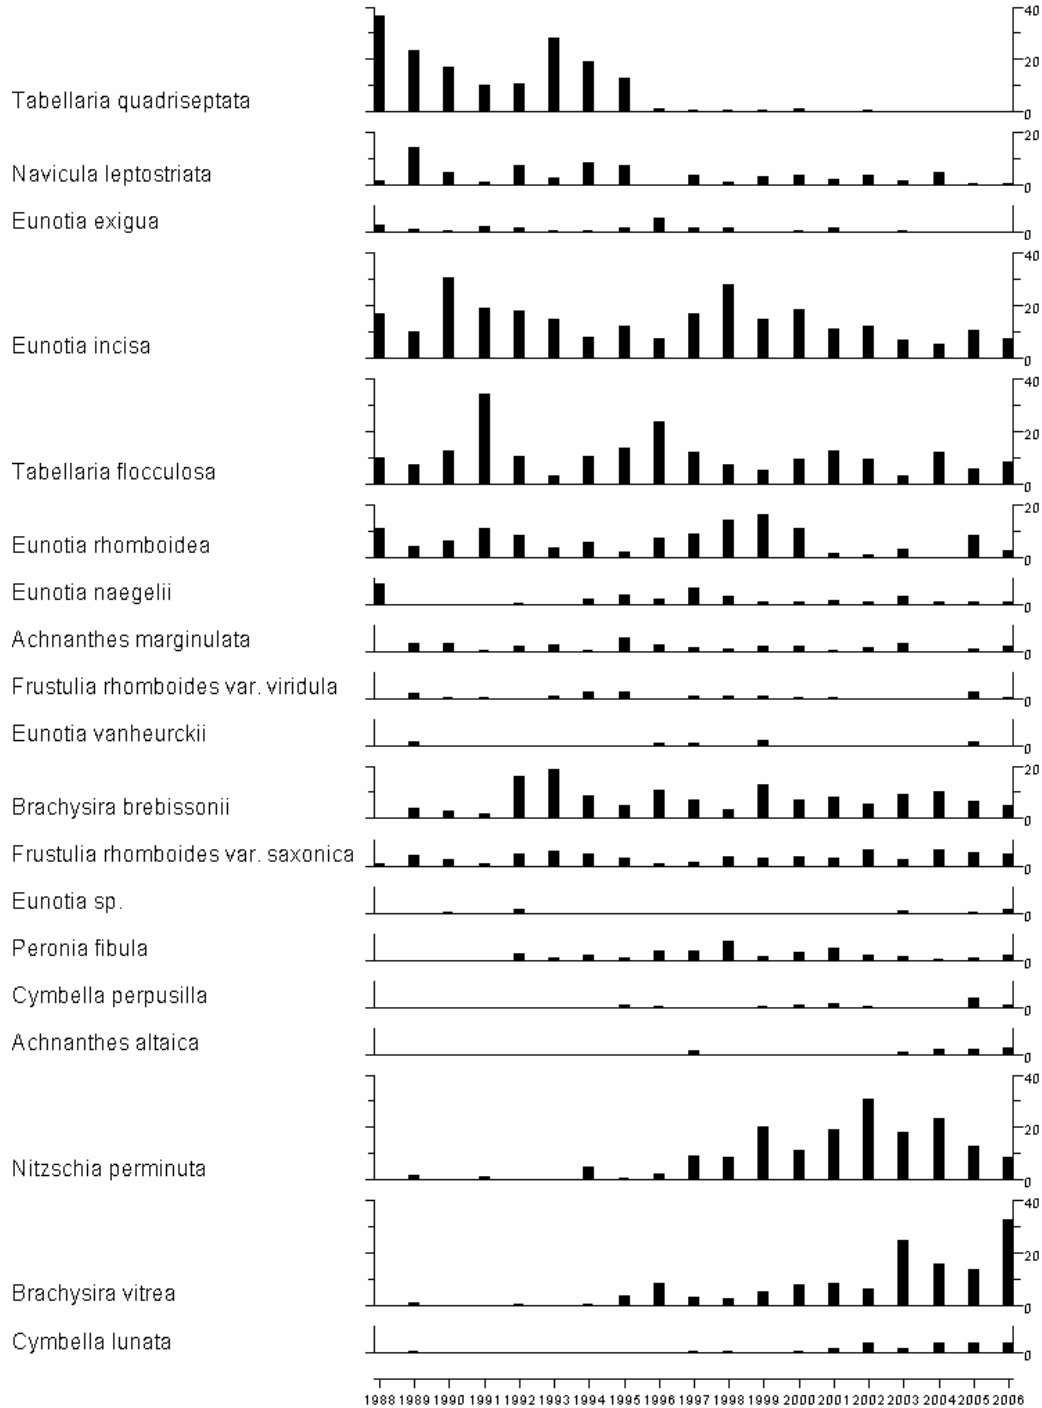 40
20
Tabellaria quadriseptata
0
20
Navicula leptostriata
0
Eunotia exigua
0
40
20
Eunotia incisa
0
40
20
Tabellaria flocculosa
0
20
Eunotia rhomboidea
0
Eunotia naegelii
0
Achnanthes marginulata
0
Frustulia rhomboides var. viridula
0
Eunotia vanheurckii
0
20
Brachysira brebissonii
0
Frustulia rhomboides var. saxonica
0
Eunotia sp.
0
Peronia fibula
0
Cymbella perpusilla
0
Achnanthes altaica
0
40
20
Nitzschia perminuta
0
40
20
Brachysira vitrea
0
Cymbella lunata
0
1988 1989 1990 1991 1992 1993 1994 1995 1996 1997 1998 1999 2000 2001 2002 2003 2004 2005 2006